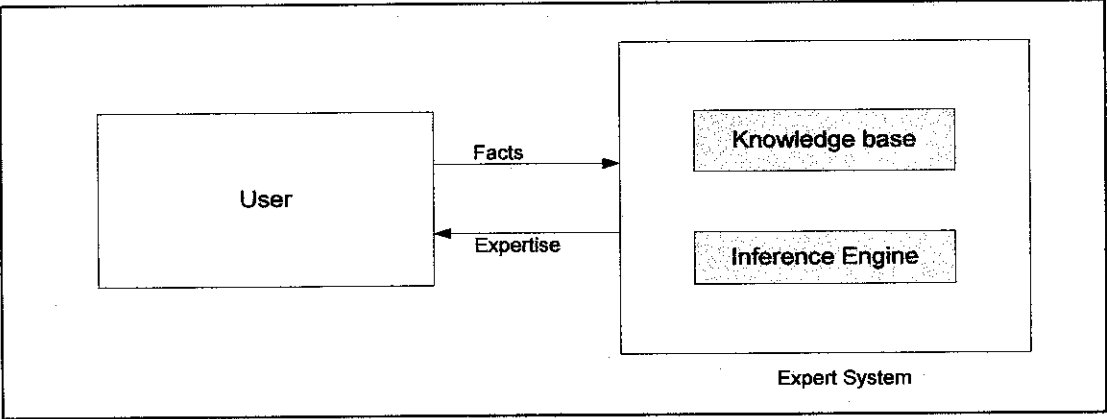 Knowledge base
Facts
User
Expertise
Inference Engine
Expert System